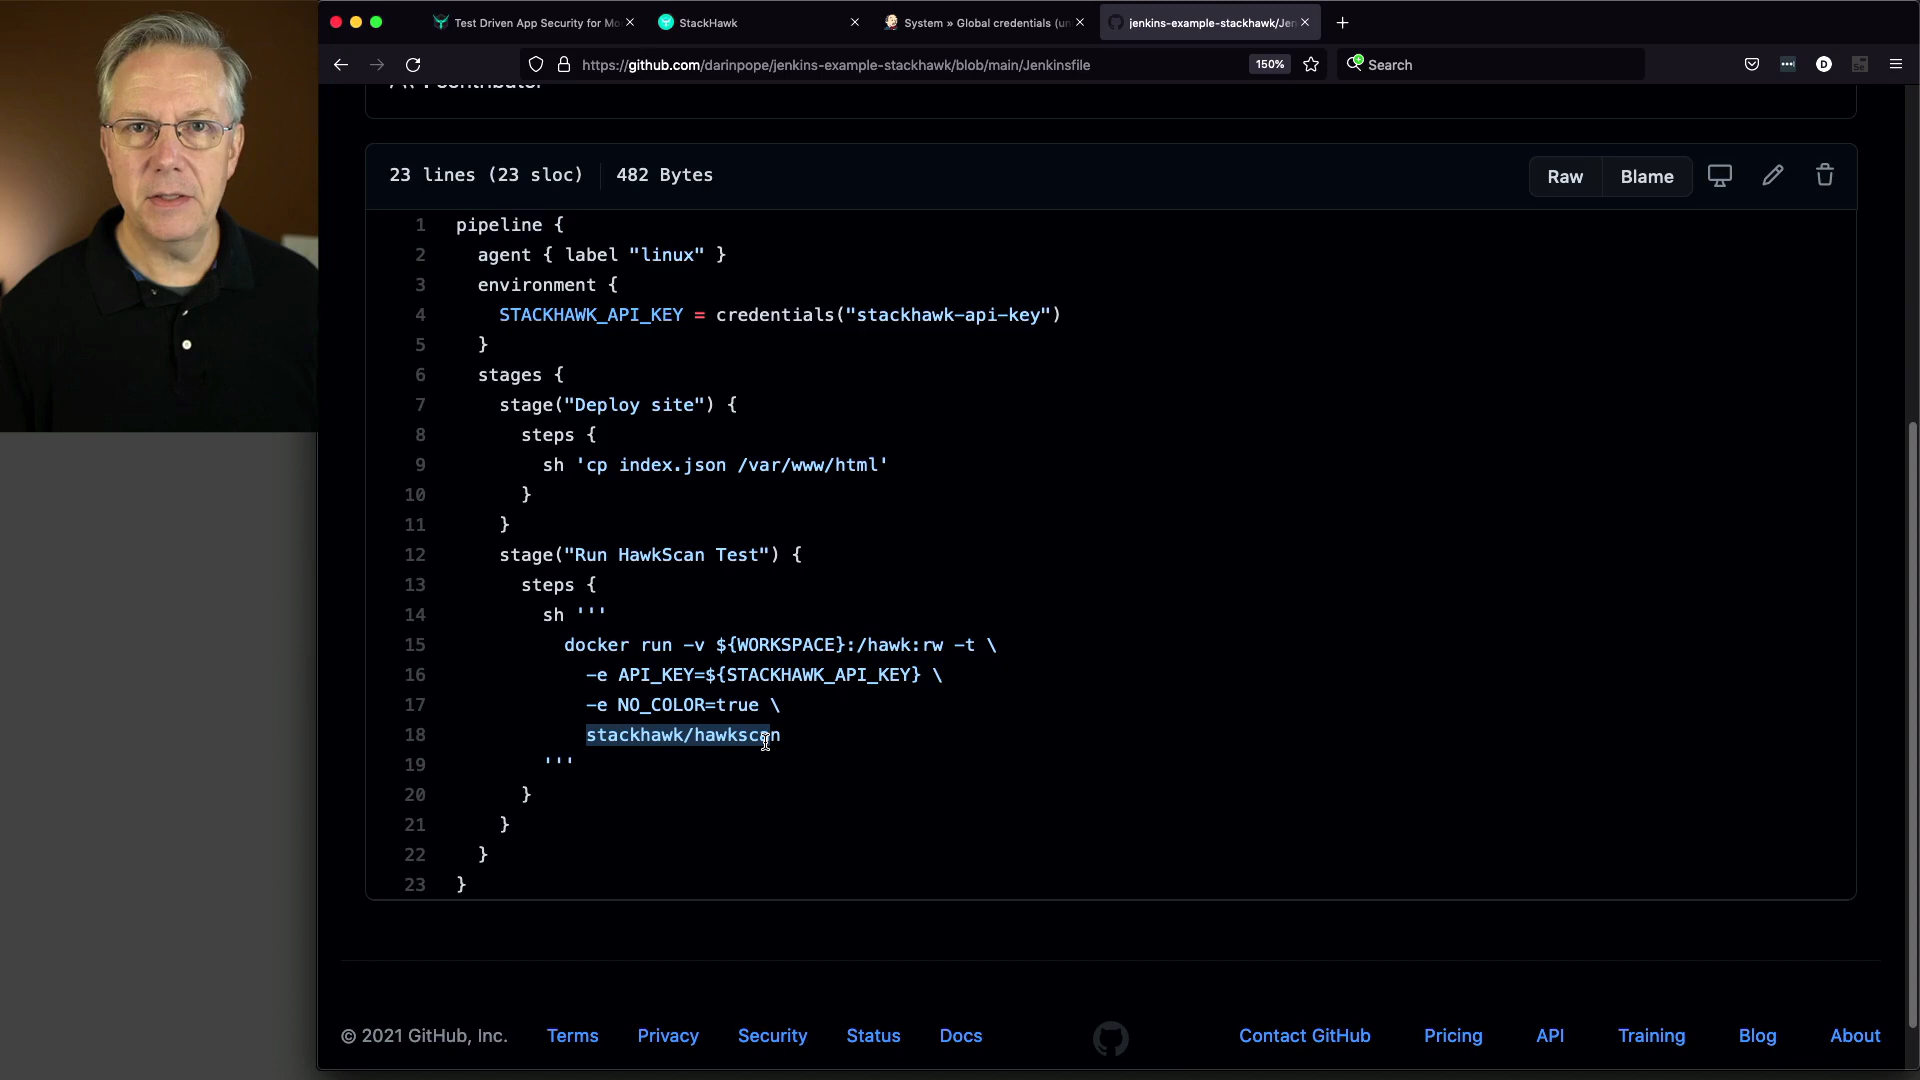 Test Driven App Security for Mo
StackHawk
System » Global credentials (un
jenkins-example-stackhawk/Jen
https://github.com/darinpope/jenkins-example-stackhawk/blob/main/Jenkinsfile
150%
Search
D
Se
contributor
23 lines (23 sloc)
482 Bytes
Raw
Blame
1 pipeline {
2 agent { label "linux" }
3 environment {
4 STACKHAWK_API_KEY = credentials("stackhawk-api-key")
5 }
6 stages {
7 stage("Deploy site") {
8 steps {
9 sh 'cp index.json /var/www/html'
10 }
11 }
12 stage("Run HawkScan Test") {
13 steps {
14 sh '''
15 docker run -v ${WORKSPACE}:/hawk:rw -t \
16 -e API_KEY=${STACKHAWK_API_KEY} \
17 -e NO_COLOR=true \
18 stackhawk/hawkscan
19 '''
20 }
21 }
22 }
23 }
© 2021 GitHub, Inc.
Terms
Privacy
Security
Status
Docs
Contact GitHub
Pricing
API
Training
Blog
About